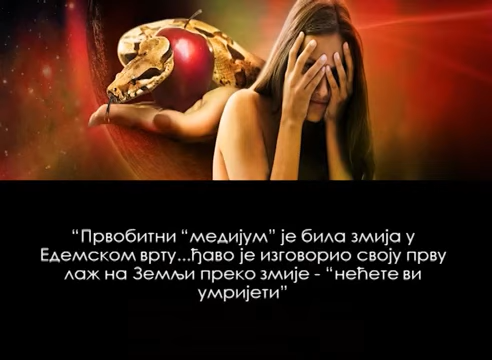 “Првобитни “медијум” је била змија у
Едемском врту...ђаво је изговорио своју прву
лаж на Земљи преко змије - “нећете ви
умријети”